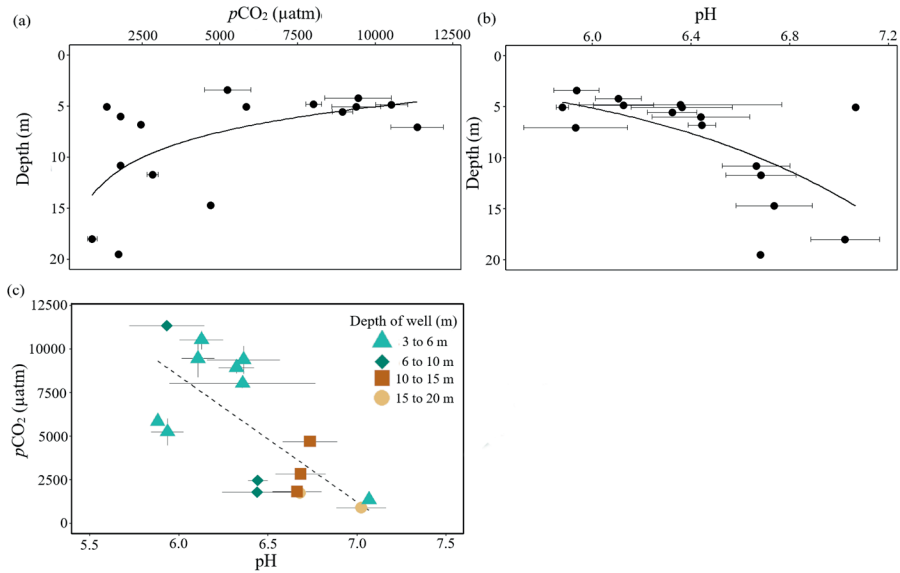 (a)
pCO₂ (µatm)
2500 5000 7500 10000 12500
Depth (m)
0
5
10
15
20
(b)
pH
6.0 6.4 6.8 7.2
Depth (m)
0
5
10
15
20
(c)
pCO₂ (µatm)
12500
10000
7500
5000
2500
0
Depth of well (m)
3 to 6 m
6 to 10 m
10 to 15 m
15 to 20 m
5.5 6.0 6.5 7.0 7.5
pH